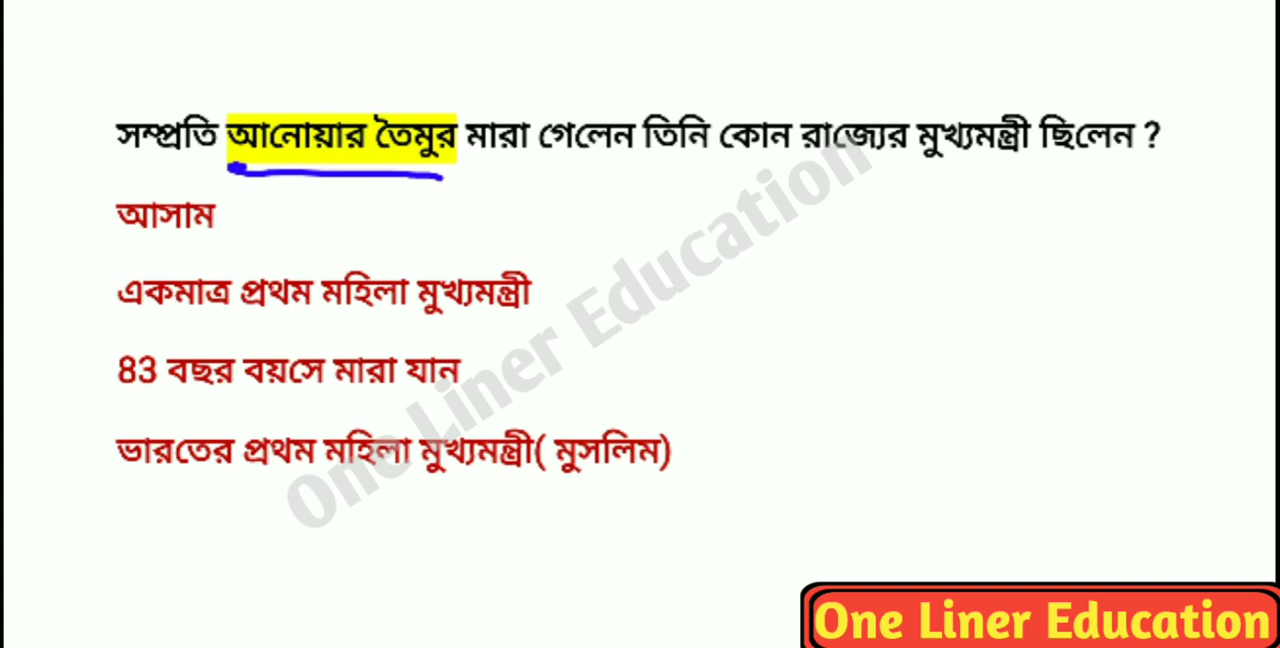 সম্প্রতি আনোয়ার তৈমুর মারা গেলেন তিনি কোন রাজ্যের মুখ্যমন্ত্রী ছিলেন ?
আসাম
একমাত্র প্রথম মহিলা মুখ্যমন্ত্রী
83 বছর বয়সে মারা যান
ভারতের প্রথম মহিলা মুখ্যমন্ত্রী( মুসলিম)
One Liner Education
One Liner Education